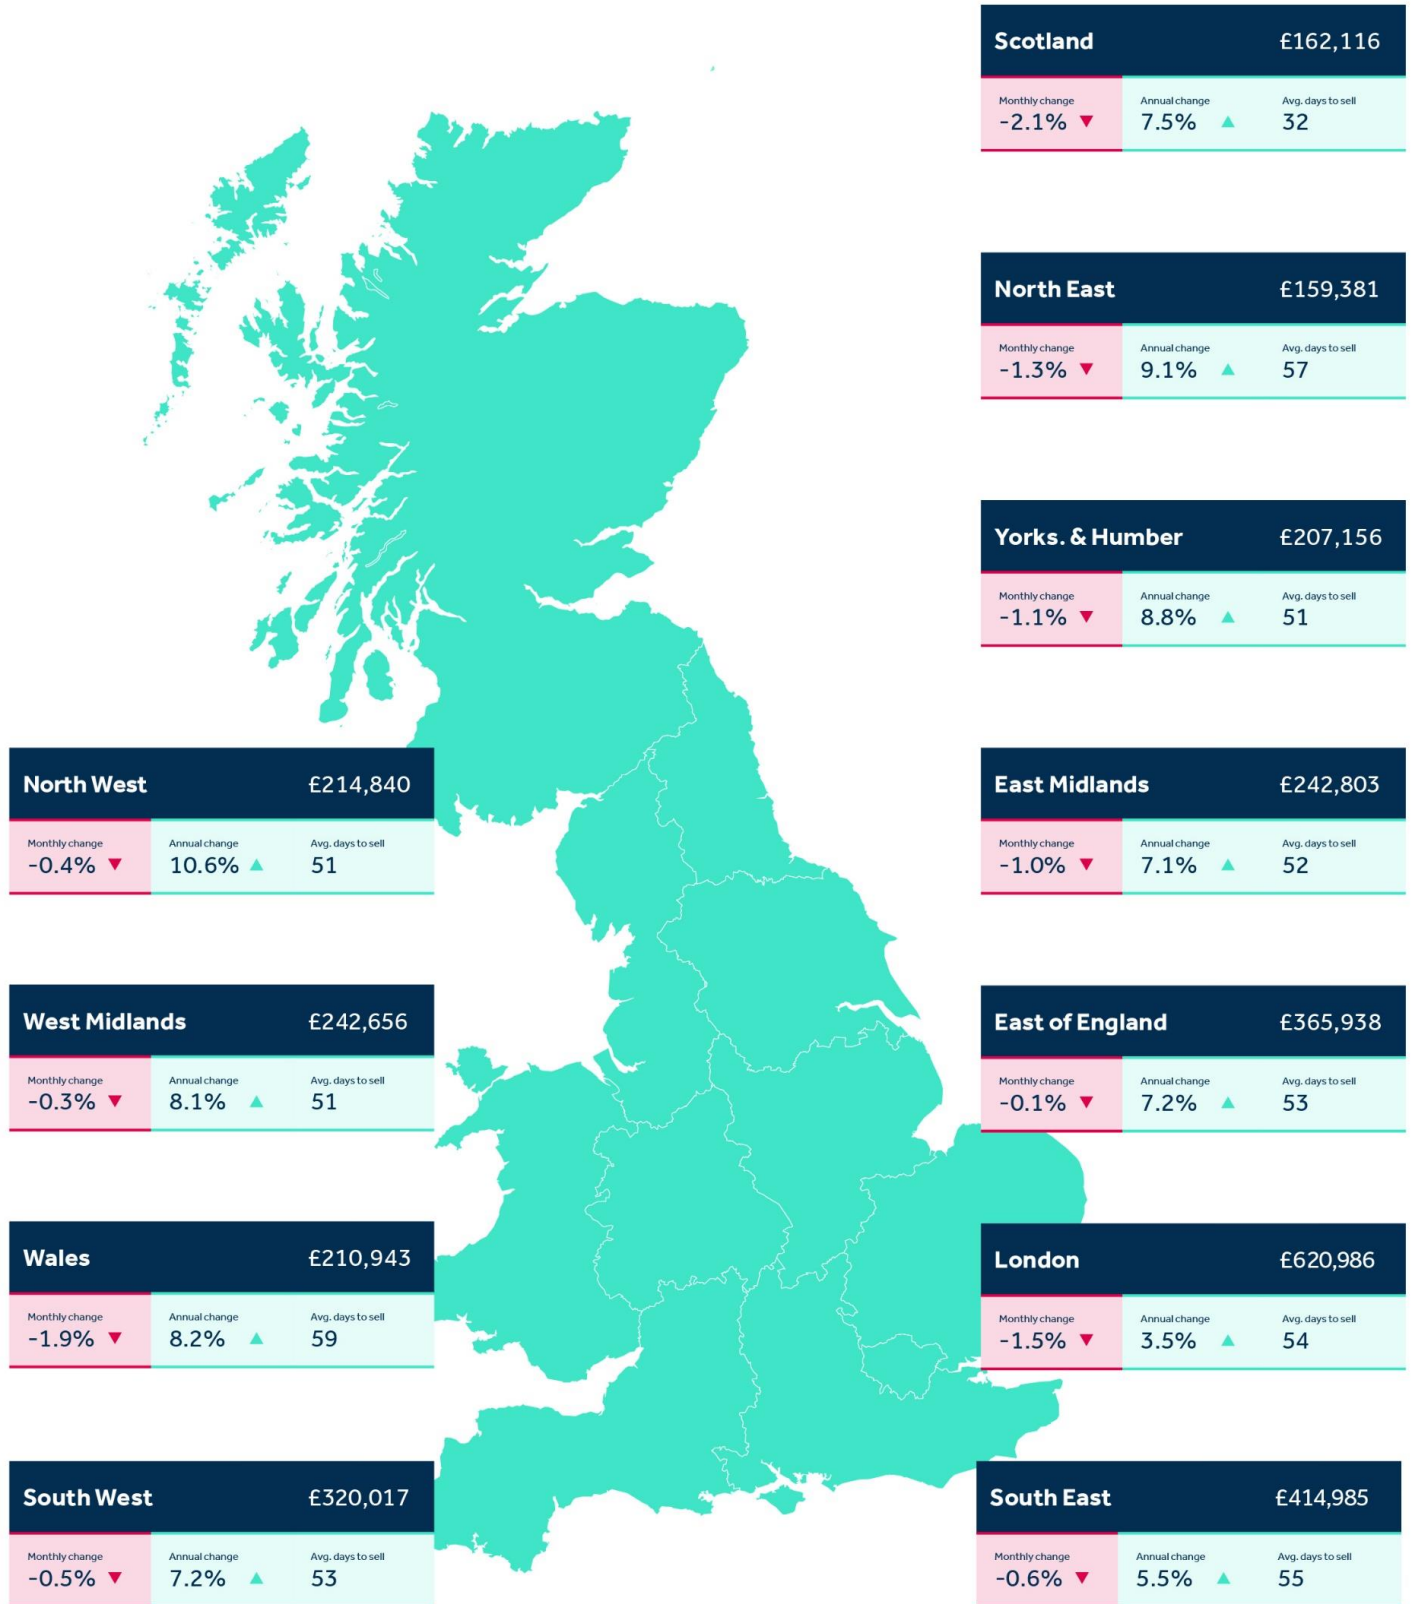 Scotland £162,116
Monthly change Annual change Avg. days to sell
-2.1% ▼ 7.5% ▲ 32
North East £159,381
Monthly change Annual change Avg. days to sell
-1.3% ▼ 9.1% ▲ 57
Yorks. & Humber £207,156
Monthly change Annual change Avg. days to sell
-1.1% ▼ 8.8% ▲ 51
North West £214,840
Monthly change Annual change Avg. days to sell
-0.4% ▼ 10.6% ▲ 51
East Midlands £242,803
Monthly change Annual change Avg. days to sell
-1.0% ▼ 7.1% ▲ 52
West Midlands £242,656
Monthly change Annual change Avg. days to sell
-0.3% ▼ 8.1% ▲ 51
East of England £365,938
Monthly change Annual change Avg. days to sell
-0.1% ▼ 7.2% ▲ 53
Wales £210,943
Monthly change Annual change Avg. days to sell
-1.9% ▼ 8.2% ▲ 59
London £620,986
Monthly change Annual change Avg. days to sell
-1.5% ▼ 3.5% ▲ 54
South West £320,017
Monthly change Annual change Avg. days to sell
-0.5% ▼ 7.2% ▲ 53
South East £414,985
Monthly change Annual change Avg. days to sell
-0.6% ▼ 5.5% ▲ 55